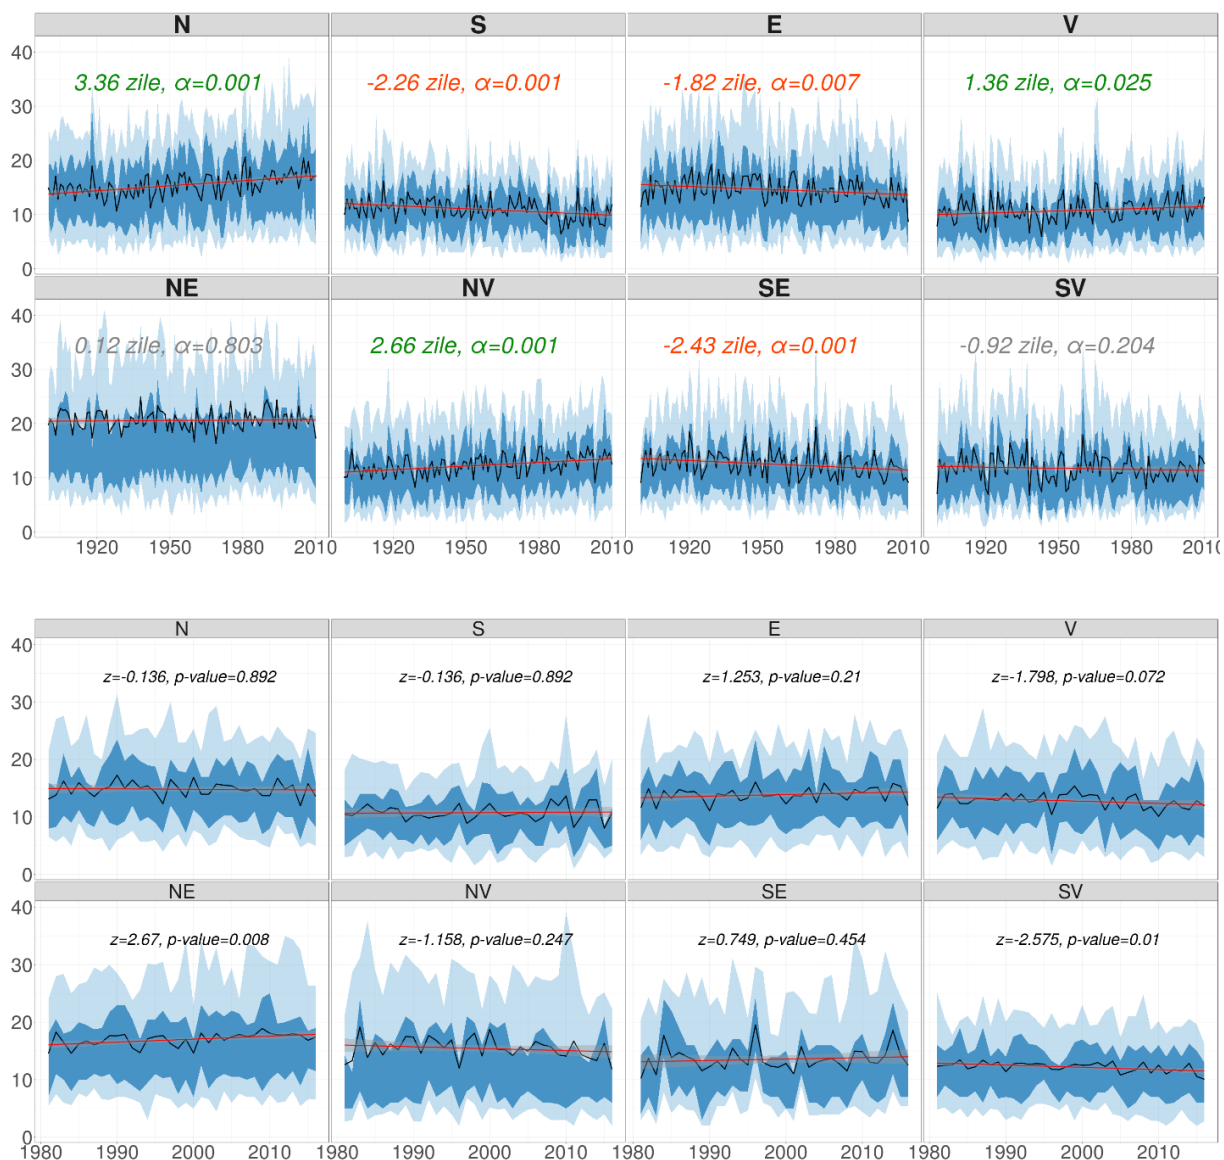 N S E V
40
3.36 zile, α=0.001 -2.26 zile, α=0.001 -1.82 zile, α=0.007 1.36 zile, α=0.025
30
20
10
0
NE NV SE SV
40
0.12 zile, α=0.803 2.66 zile, α=0.001 -2.43 zile, α=0.001 -0.92 zile, α=0.204
30
20
10
0
1920 1950 1980 2010 1920 1950 1980 2010 1920 1950 1980 2010 1920 1950 1980 2010
N S E V
40
z=-0.136, p-value=0.892 z=-0.136, p-value=0.892 z=1.253, p-value=0.21 z=-1.798, p-value=0.072
30
20
10
0
NE NV SE SV
40
z=2.67, p-value=0.008 z=-1.158, p-value=0.247 z=0.749, p-value=0.454 z=-2.575, p-value=0.01
30
20
10
0
1980 1990 2000 2010 1980 1990 2000 2010 1980 1990 2000 2010 1980 1990 2000 2010